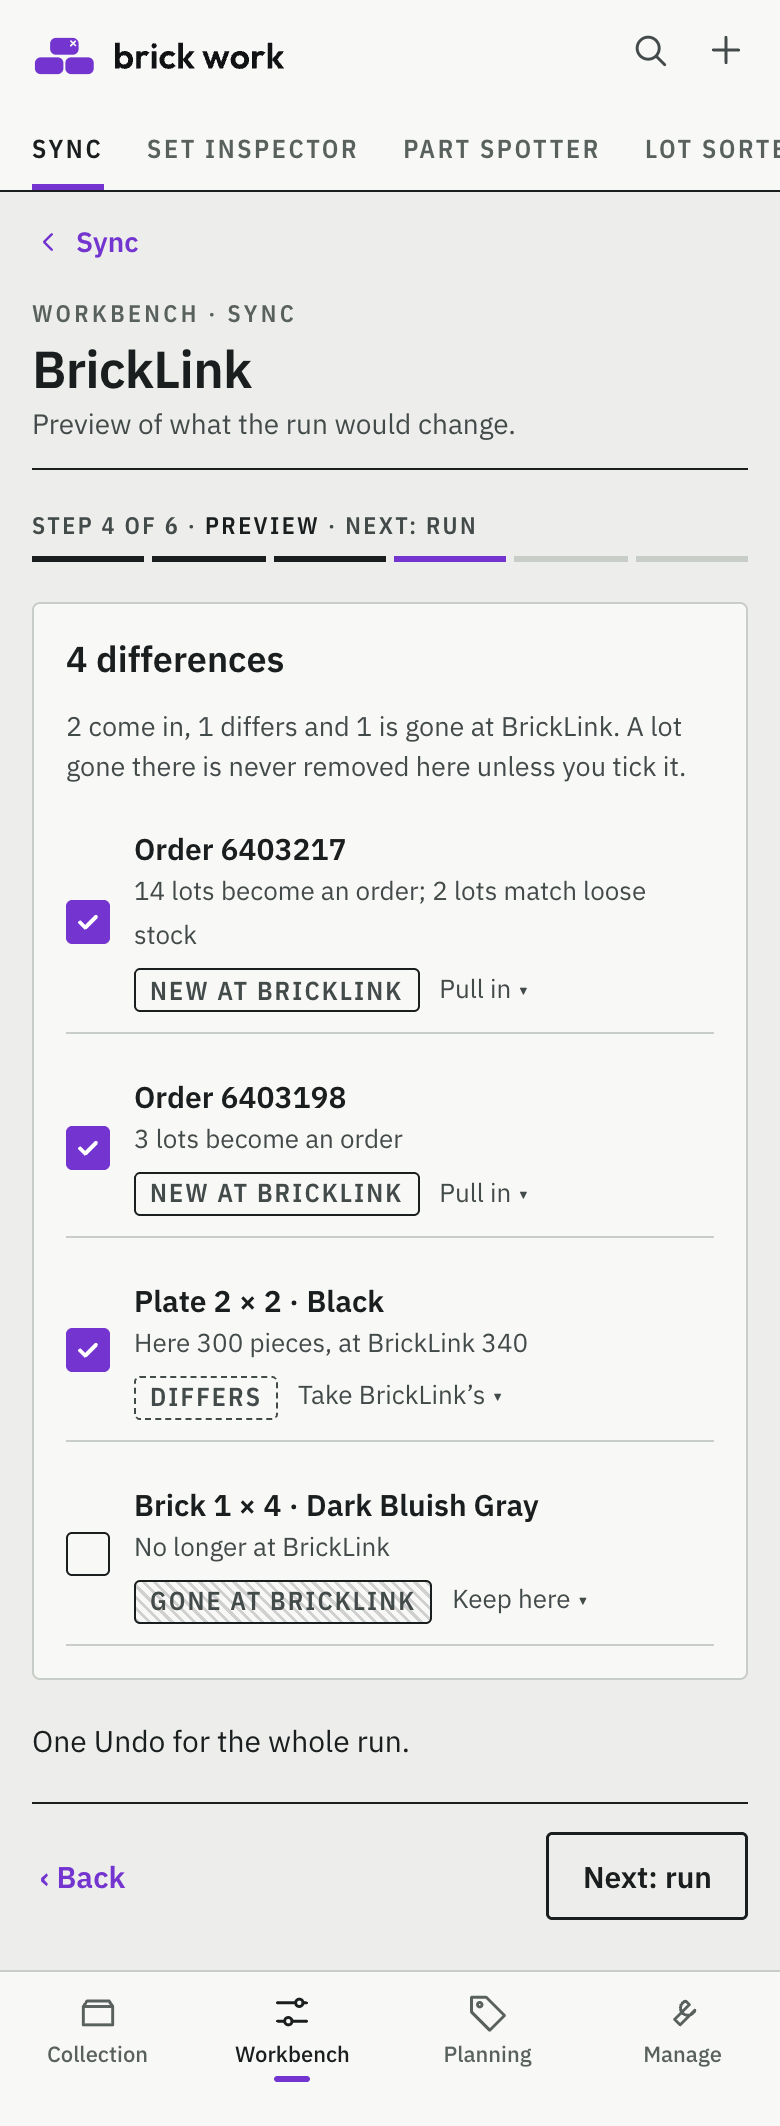 brick work
SYNC SET INSPECTOR PART SPOTTER LOT SORTE
‹ Sync
WORKBENCH · SYNC
BrickLink
Preview of what the run would change.
STEP 4 OF 6 · PREVIEW · NEXT: RUN
4 differences
2 come in, 1 differs and 1 is gone at BrickLink. A lot
gone there is never removed here unless you tick it.
Order 6403217
14 lots become an order; 2 lots match loose
stock
NEW AT BRICKLINK Pull in ▾
Order 6403198
3 lots become an order
NEW AT BRICKLINK Pull in ▾
Plate 2 × 2 · Black
Here 300 pieces, at BrickLink 340
DIFFERS Take BrickLink’s ▾
Brick 1 × 4 · Dark Bluish Gray
No longer at BrickLink
GONE AT BRICKLINK Keep here ▾
One Undo for the whole run.
‹ Back Next: run
Collection Workbench Planning Manage